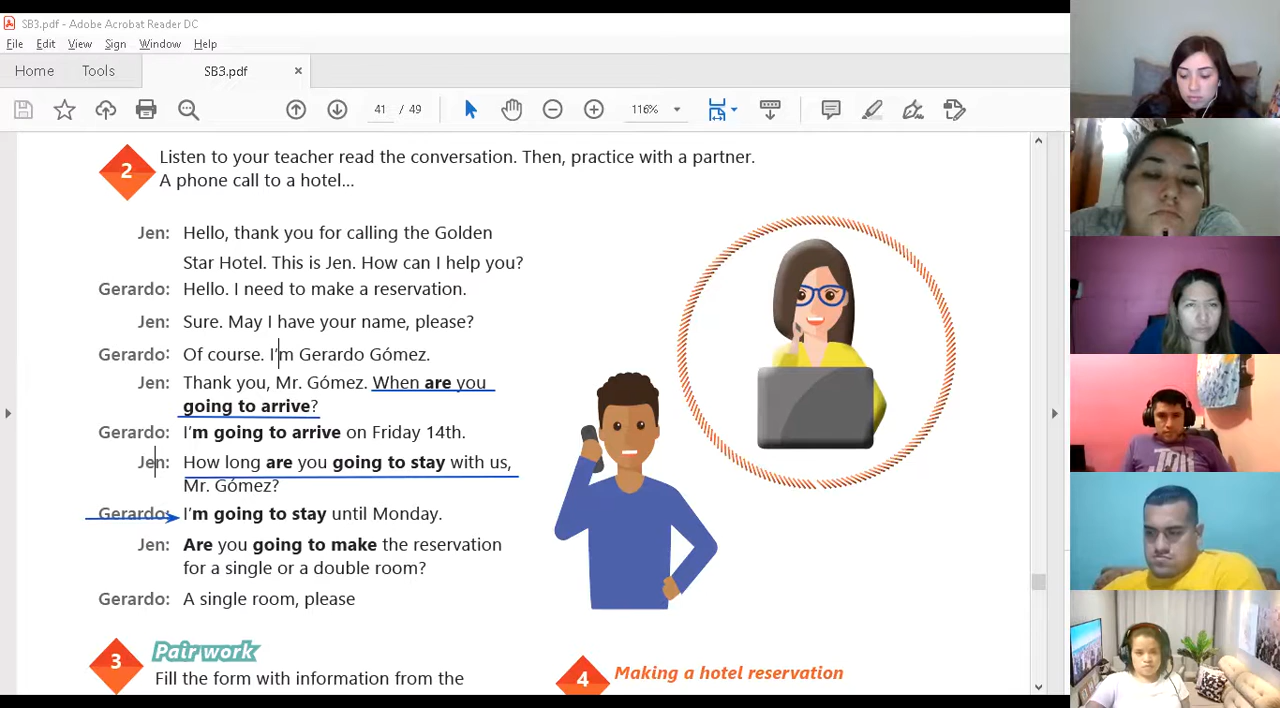 SB3.pdf - Adobe Acrobat Reader DC
File Edit View Sign Window Help
Home Tools SB3.pdf ×
41 / 49 116%
2 Listen to your teacher read the conversation. Then, practice with a partner.
A phone call to a hotel...
Jen: Hello, thank you for calling the Golden
Star Hotel. This is Jen. How can I help you?
Gerardo: Hello. I need to make a reservation.
Jen: Sure. May I have your name, please?
Gerardo: Of course. I'm Gerardo Gómez.
Jen: Thank you, Mr. Gómez. When are you
going to arrive?
Gerardo: I'm going to arrive on Friday 14th.
Jen: How long are you going to stay with us,
Mr. Gómez?
Gerardo: I'm going to stay until Monday.
Jen: Are you going to make the reservation
for a single or a double room?
Gerardo: A single room, please
3 Pair work
Fill the form with information from the
4 Making a hotel reservation